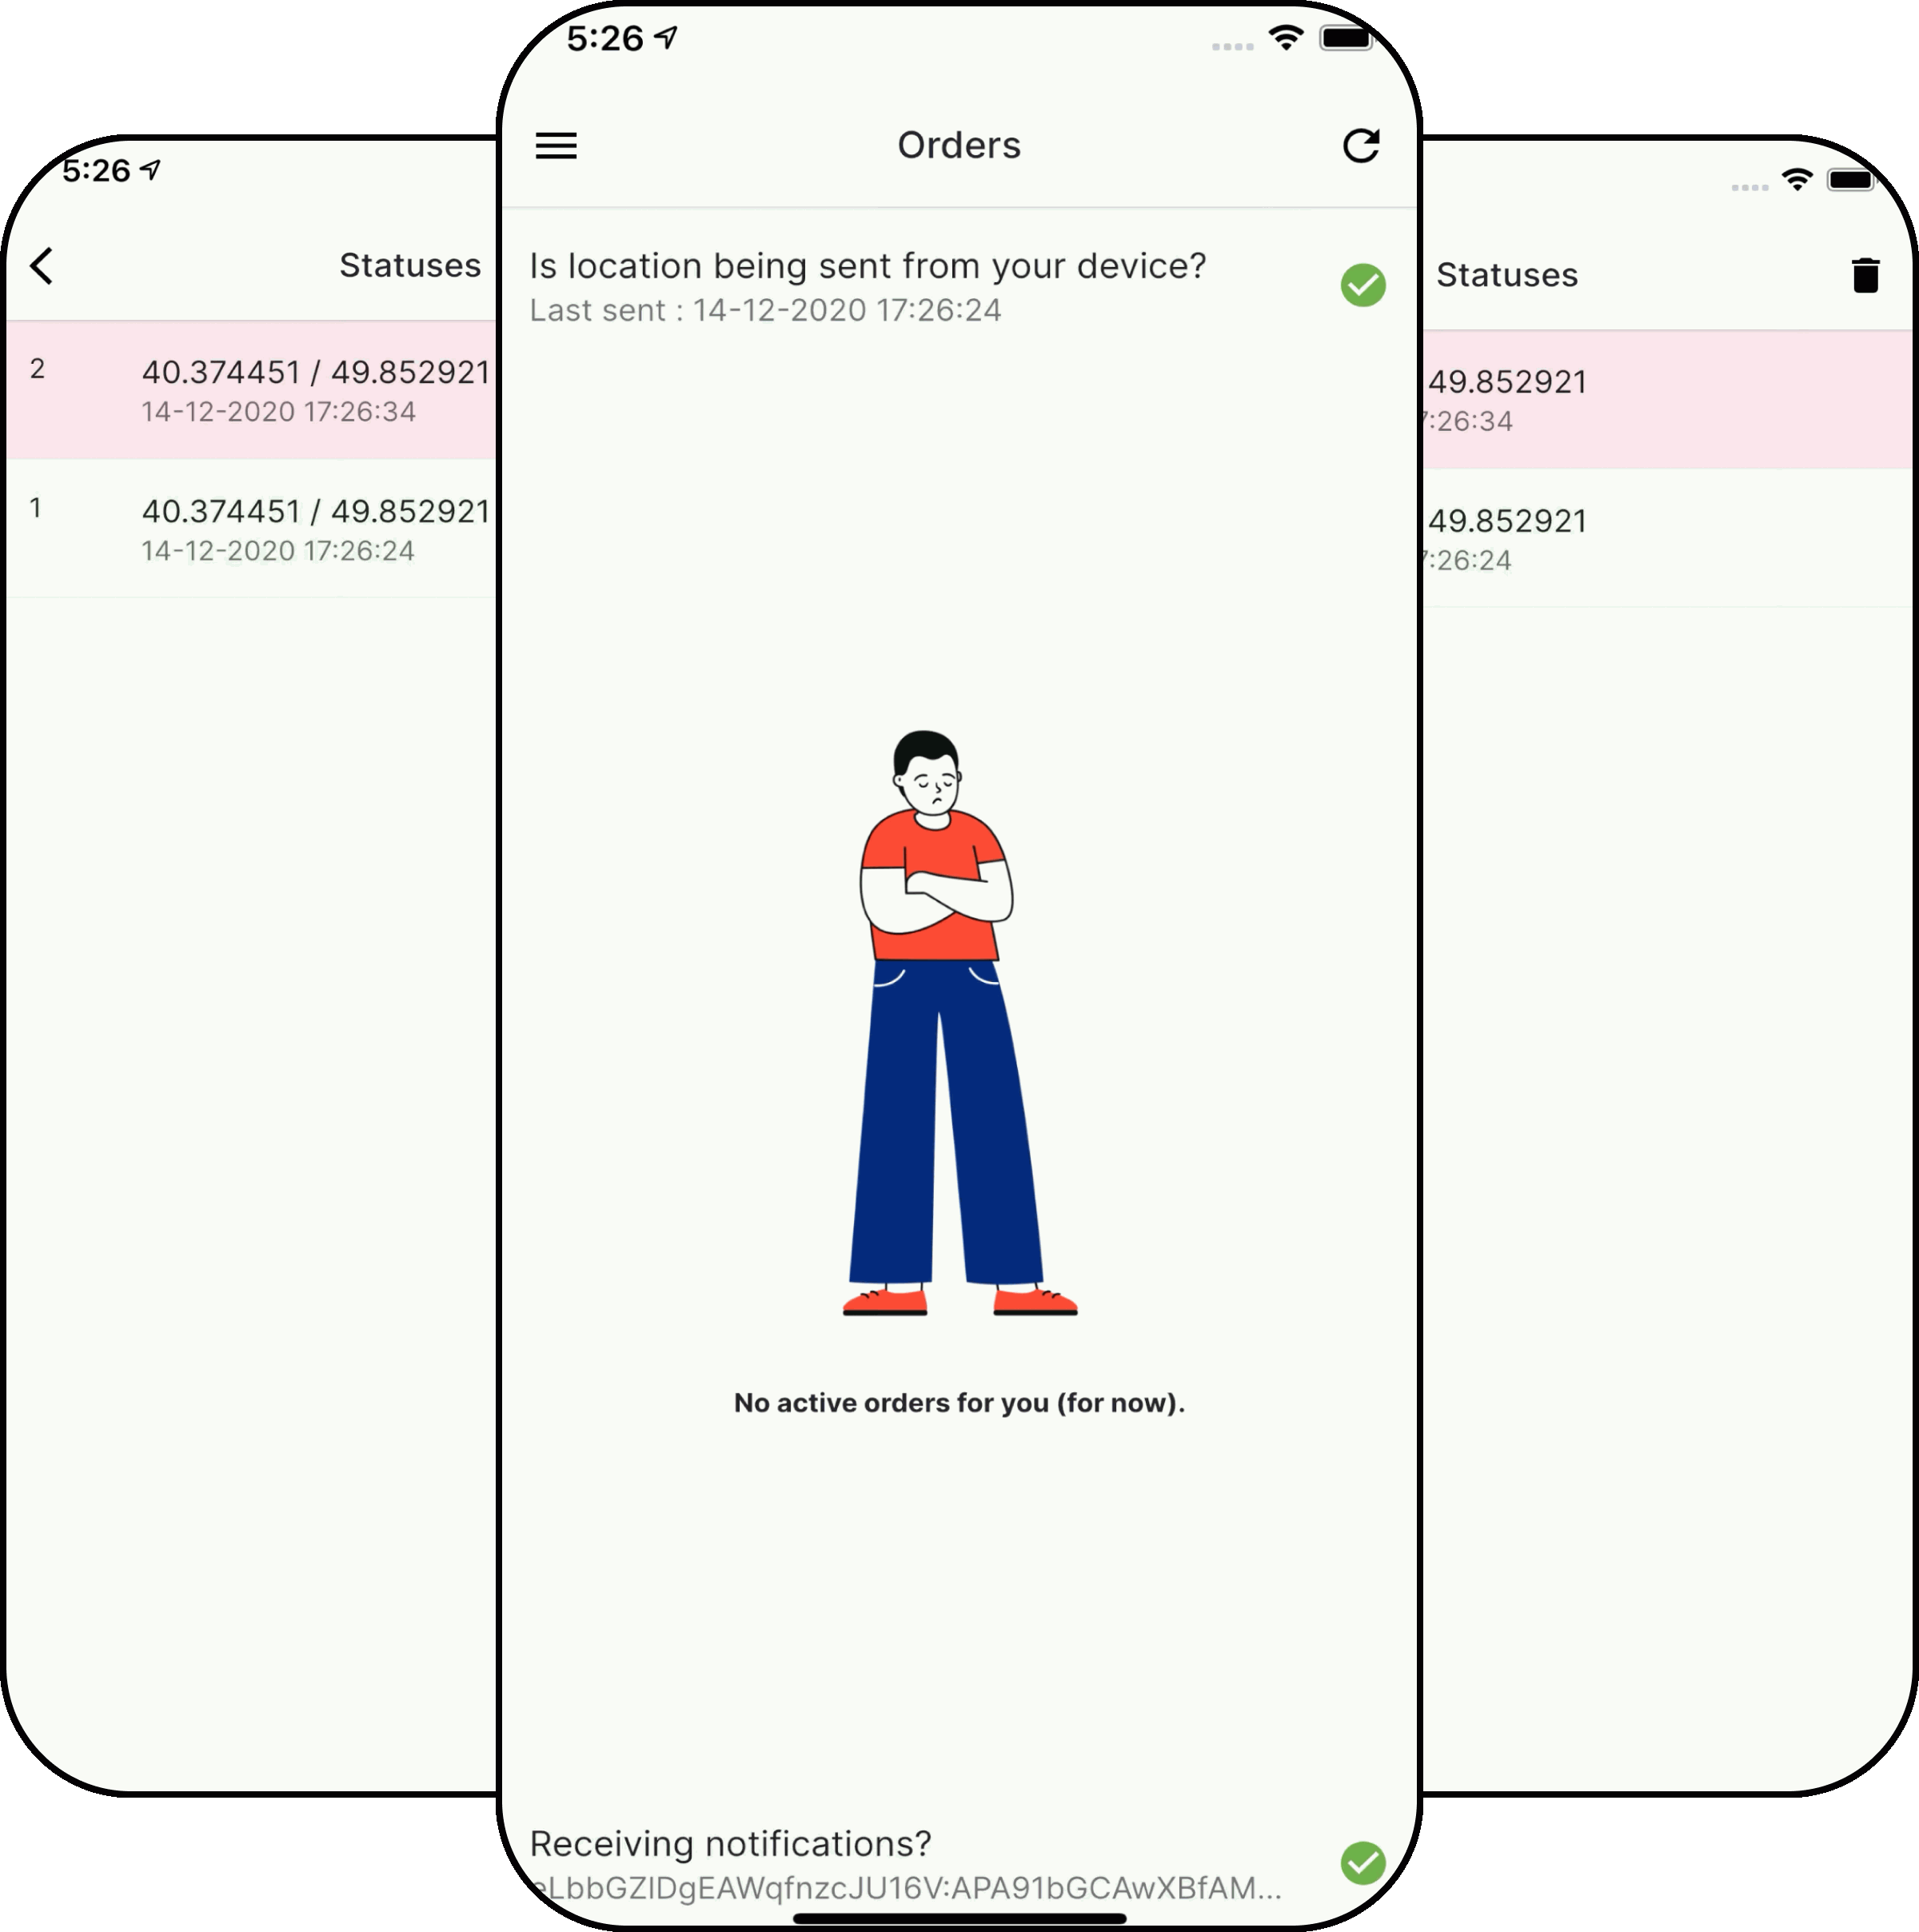 5:26
Statuses
2
40.374451 / 49.852921
14-12-2020 17:26:34
1
40.374451 / 49.852921
14-12-2020 17:26:24
5:26
Orders
Is location being sent from your device?
Last sent : 14-12-2020 17:26:24
No active orders for you (for now).
Receiving notifications?
eLbbGZIDgEAWqfnzcJU16V:APA91bGCAwXBfAM...
Statuses
49.852921
7:26:34
49.852921
7:26:24